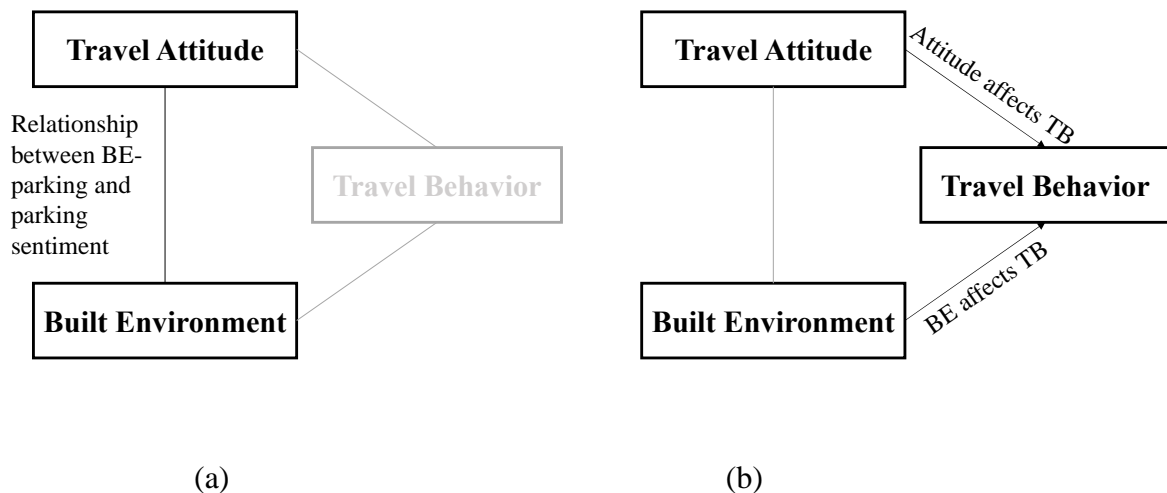 Travel Attitude
Relationship
between BE-
parking and
parking
sentiment
Travel Behavior
Built Environment
(a)
Travel Attitude
Attitude affects TB
Travel Behavior
BE affects TB
Built Environment
(b)